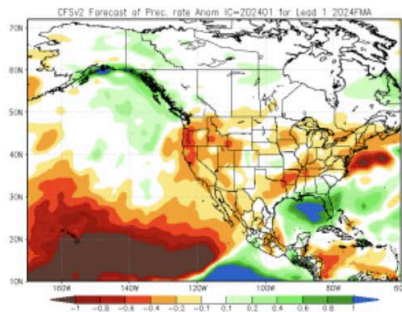 CFSv2 Forecast of Prec. rate Anom IC=202401 for Lead 1 2024FMA
70N
60N
50N
40N
30N
20N
10N
160W 140W 120W 100W 80W 60W
-1 -0.8 -0.6 -0.4 -0.2 -0.1 0.1 0.2 0.4 0.6 0.8 1